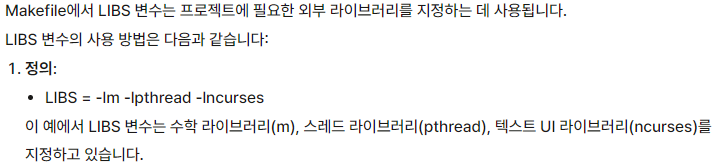 Makefile에서 LIBS 변수는 프로젝트에 필요한 외부 라이브러리를 지정하는 데 사용됩니다.
LIBS 변수의 사용 방법은 다음과 같습니다:
1. 정의:
• LIBS = -lm -lpthread -lncurses
이 예에서 LIBS 변수는 수학 라이브러리(m), 스레드 라이브러리(pthread), 텍스트 UI 라이브러리(ncurses)를
지정하고 있습니다.